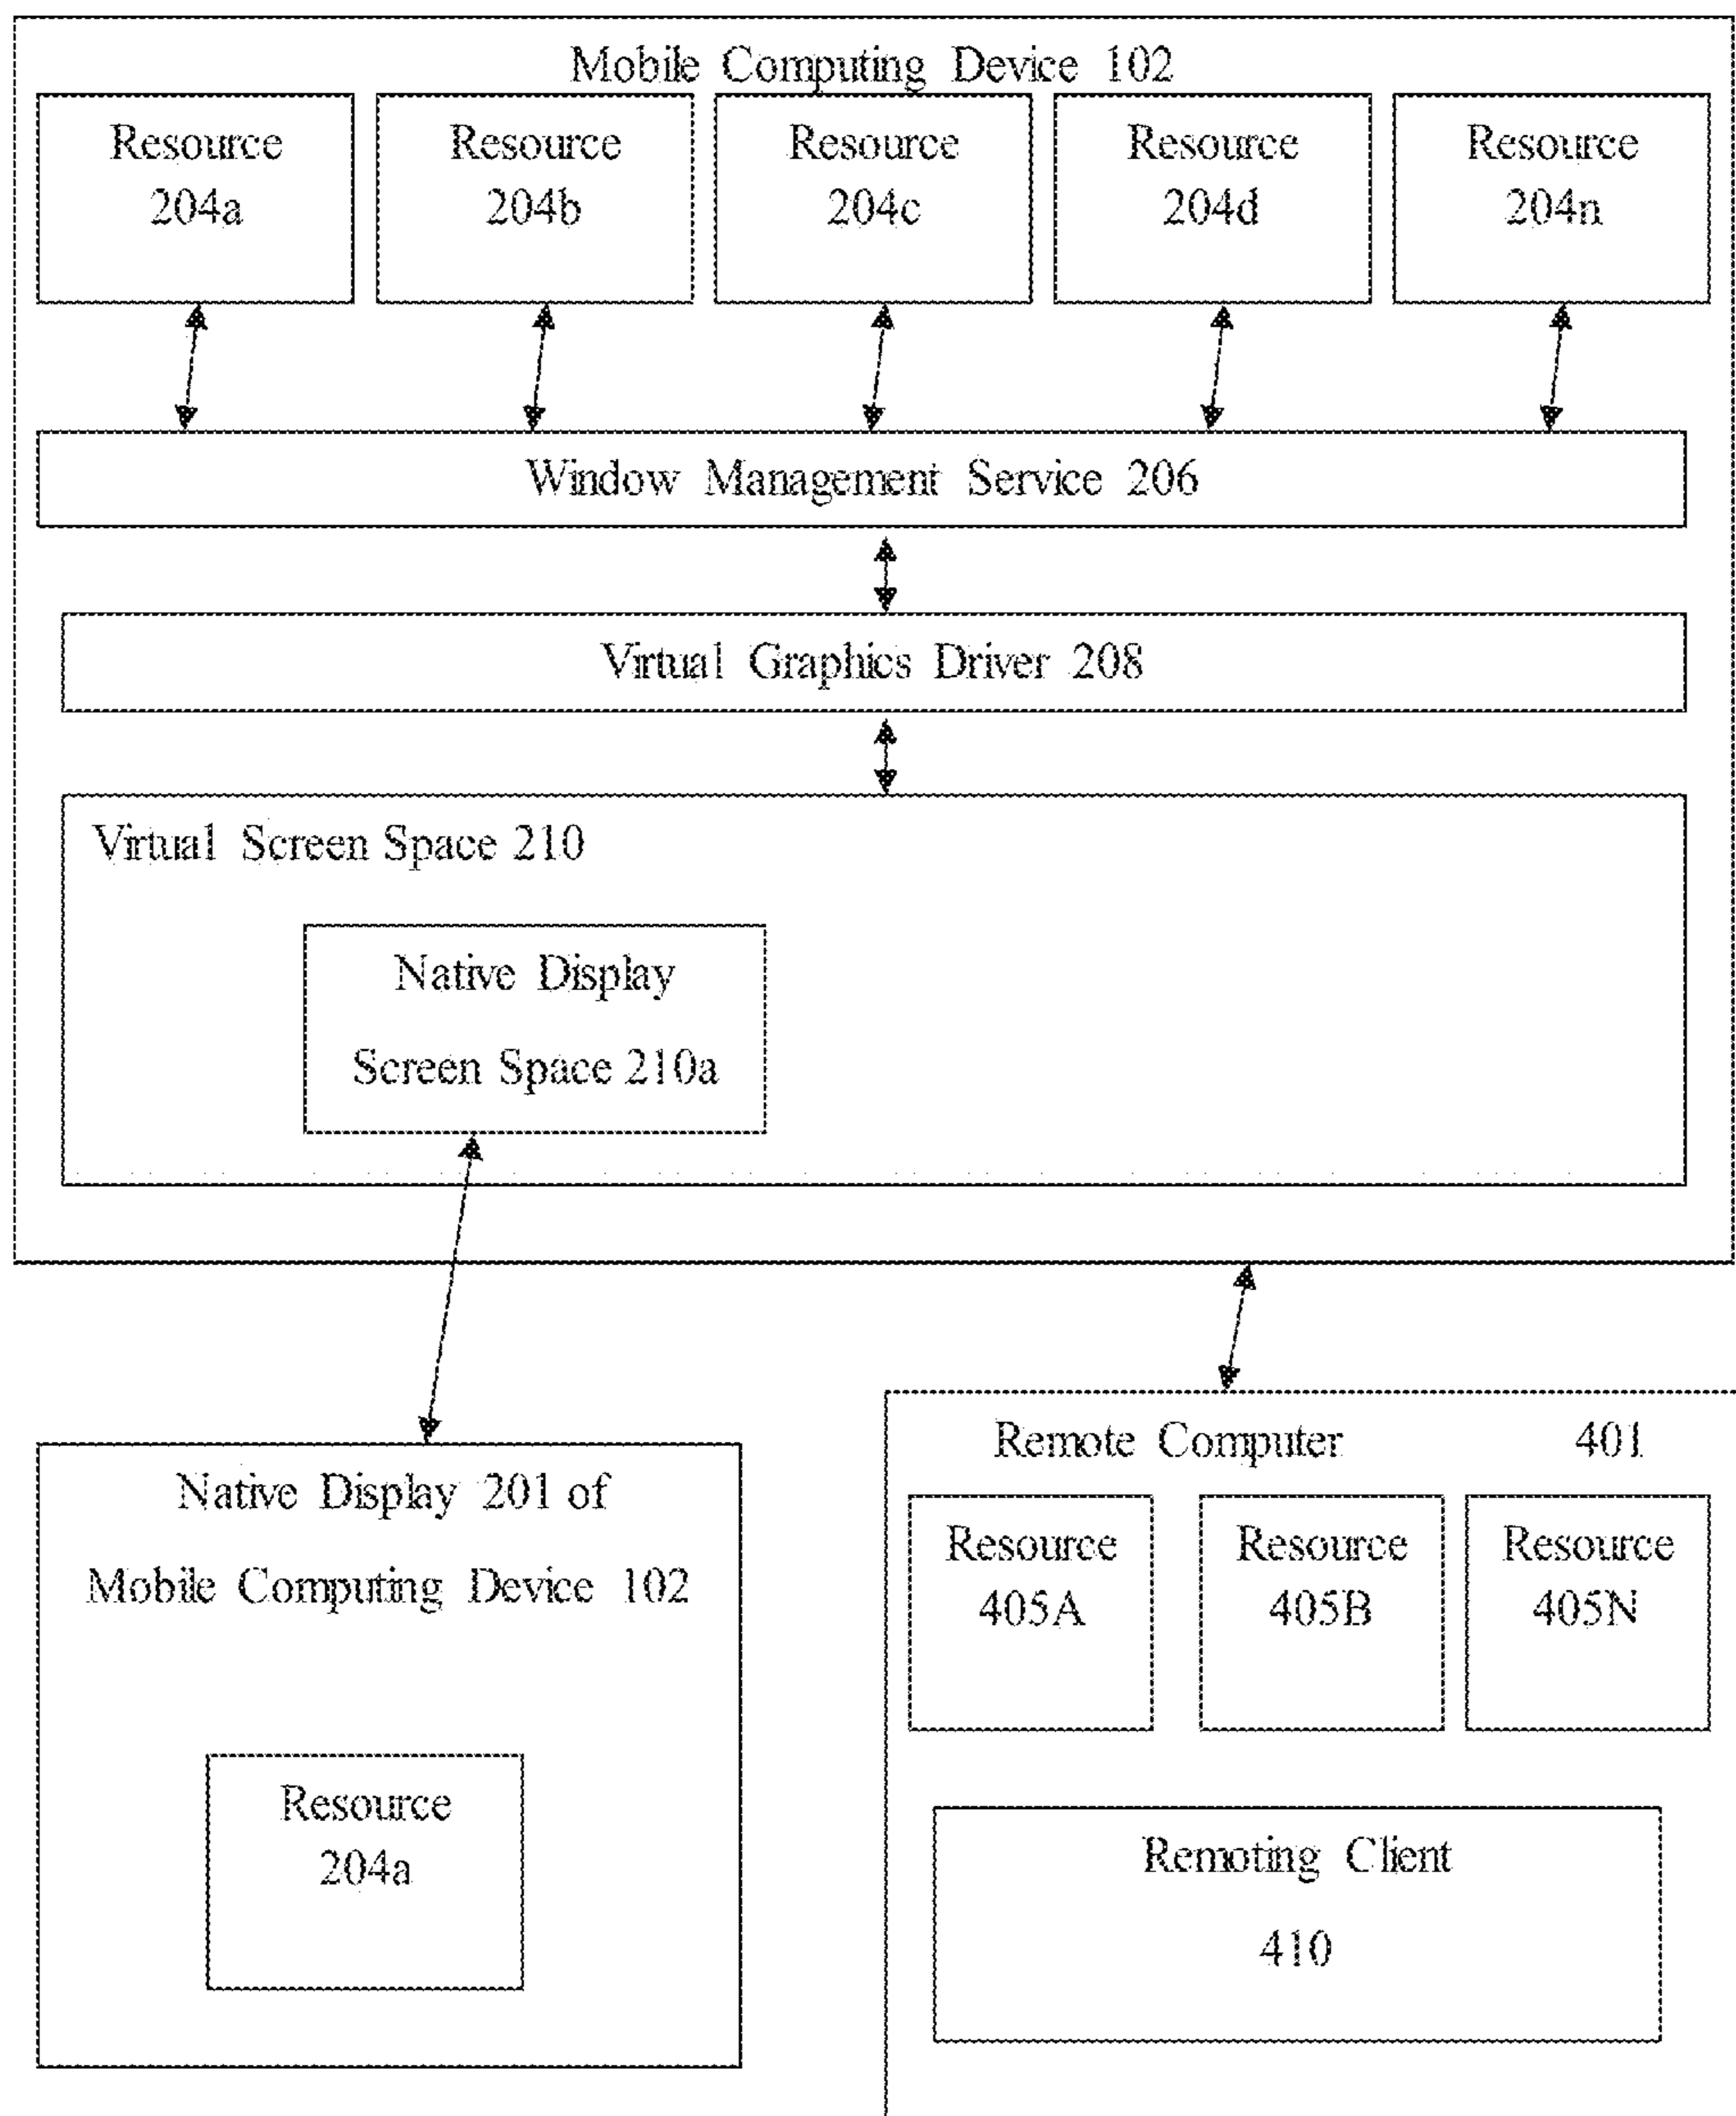 Mobile Computing Device 102
Resource
204a
Resource
204b
Resource
204c
Resource
204d
Resource
204n
Window Management Service 206
Virtual Graphics Driver 208
Virtual Screen Space 210
Native Display
Screen Space 210a
Native Display 201 of
Mobile Computing Device 102
Resource
204a
Remote Computer 401
Resource
405A
Resource
405B
Resource
405N
Remoting Client
410